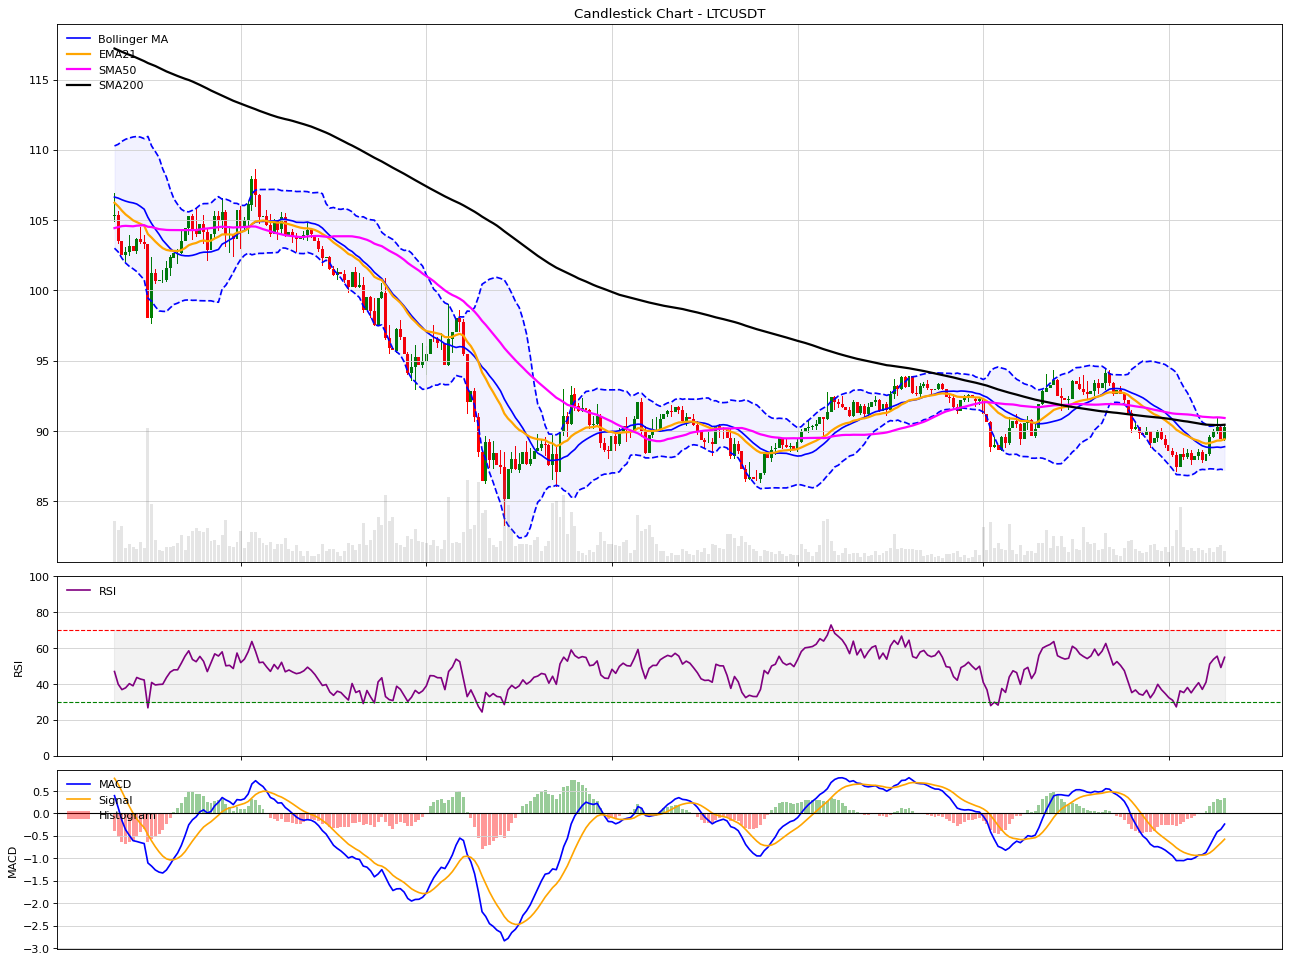 Candlestick Chart - LTCUSDT
Bollinger MA
EMA21
SMA50
SMA200
115
110
105
100
95
90
85
100
RSI
80
60
40
20
0
RSI
MACD
Signal
Histogram
0.5
0.0
−0.5
−1.0
−1.5
−2.0
−2.5
−3.0
MACD